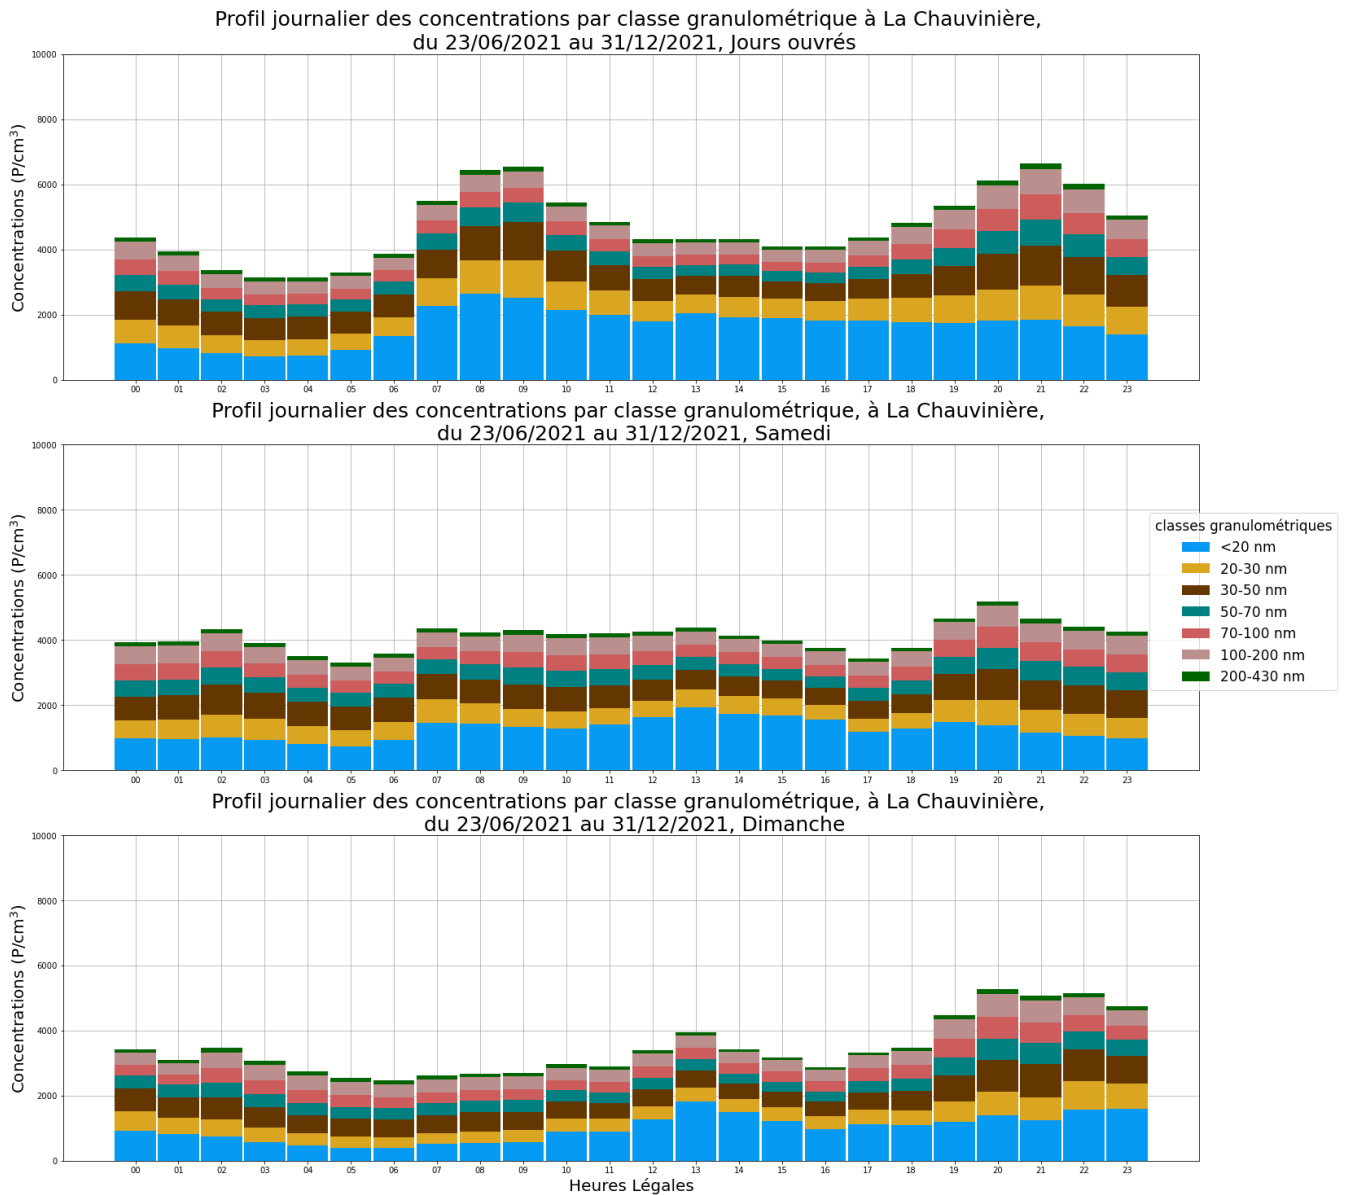 Profil journalier des concentrations par classe granulométrique à La Chauvinière,
du 23/06/2021 au 31/12/2021, Jours ouvrés
10000
8000
6000
4000
2000
0
Concentrations (P/cm³)
00 01 02 03 04 05 06 07 08 09 10 11 12 13 14 15 16 17 18 19 20 21 22 23
Profil journalier des concentrations par classe granulométrique, à La Chauvinière,
du 23/06/2021 au 31/12/2021, Samedi
10000
8000
6000
4000
2000
0
Concentrations (P/cm³)
00 01 02 03 04 05 06 07 08 09 10 11 12 13 14 15 16 17 18 19 20 21 22 23
classes granulométriques
<20 nm
20-30 nm
30-50 nm
50-70 nm
70-100 nm
100-200 nm
200-430 nm
Profil journalier des concentrations par classe granulométrique, à La Chauvinière,
du 23/06/2021 au 31/12/2021, Dimanche
10000
8000
6000
4000
2000
0
Concentrations (P/cm³)
00 01 02 03 04 05 06 07 08 09 10 11 12 13 14 15 16 17 18 19 20 21 22 23
Heures Légales